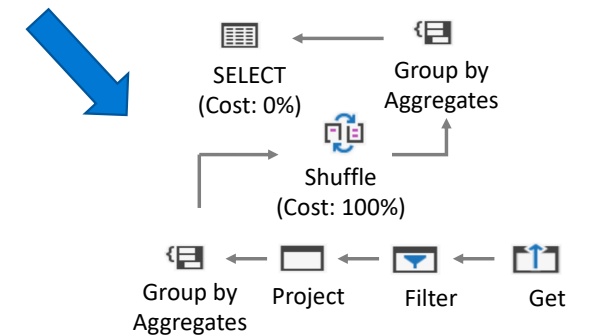 SELECT
(Cost: 0%)
Group by
Aggregates
Shuffle
(Cost: 100%)
Group by
Aggregates
Project
Filter
Get